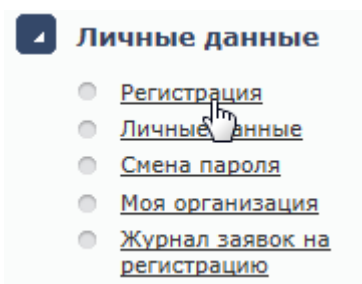 Личные данные
Регистрация
Личные данные
Смена пароля
Моя организация
Журнал заявок на
регистрацию